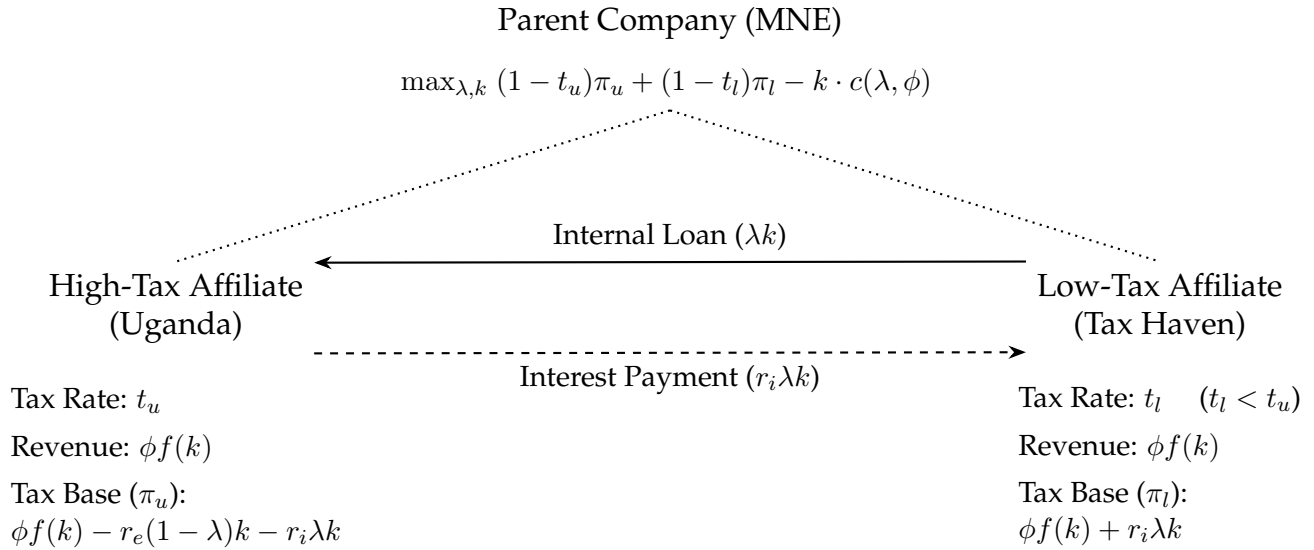 Parent Company (MNE)
max_{λ,k} (1 − t_u)π_u + (1 − t_l)π_l − k · c(λ, ϕ)
Internal Loan (λk)
High-Tax Affiliate
(Uganda)
Low-Tax Affiliate
(Tax Haven)
Interest Payment (r_iλk)
Tax Rate: t_u
Revenue: ϕf(k)
Tax Base (π_u):
ϕf(k) − r_e(1 − λ)k − r_iλk
Tax Rate: t_l (t_l < t_u)
Revenue: ϕf(k)
Tax Base (π_l):
ϕf(k) + r_iλk